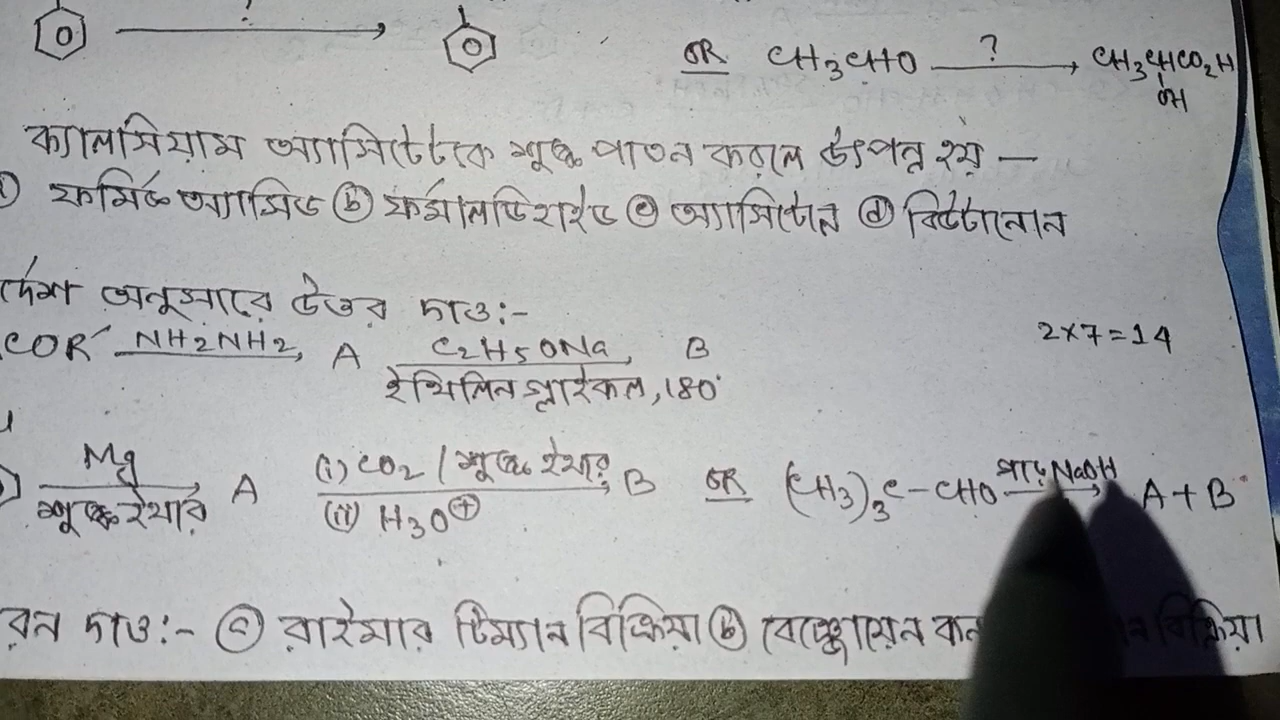 ?
OR CH3CHO ? CH3CHCO2H
OH
ক্যালসিয়াম অ্যাসিটেটকে শুষ্ক পাতন করলে উৎপন্ন হয় —
ফর্মিক অ্যাসিড ⓑ ফর্মালডিহাইড ⓒ অ্যাসিটোন ⓓ বিউটানোন
র্দেশ অনুসারে উত্তর দাও:-
2×7=14
COR´ NH2NH2, A C2H5ONa, B
ইথিলিন গ্লাইকল, 180°
Mg A (i) CO2 / শুষ্ক ইথার, B OR (CH3)3C-CHO গাঢ় NaOH A+B
শুষ্ক ইথার (ii) H3O⊕
রন দাও:- ⓐ রাইমার টিম্যান বিক্রিয়া ⓑ বেঞ্জোয়েন বিক্রিয়া